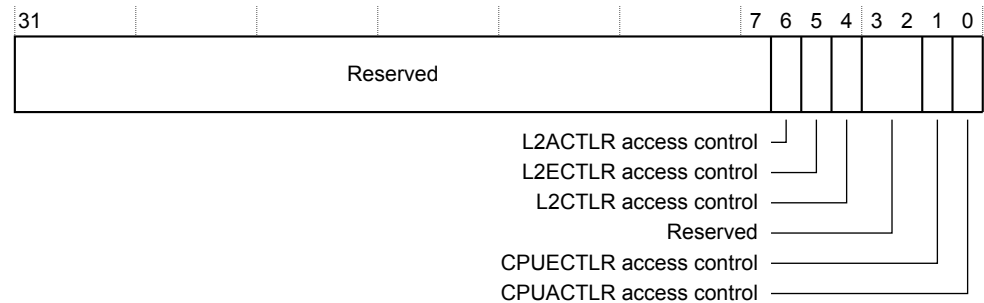 31 7 6 5 4 3 2 1 0
Reserved
L2ACTLR access control
L2ECTLR access control
L2CTLR access control
Reserved
CPUECTLR access control
CPUACTLR access control